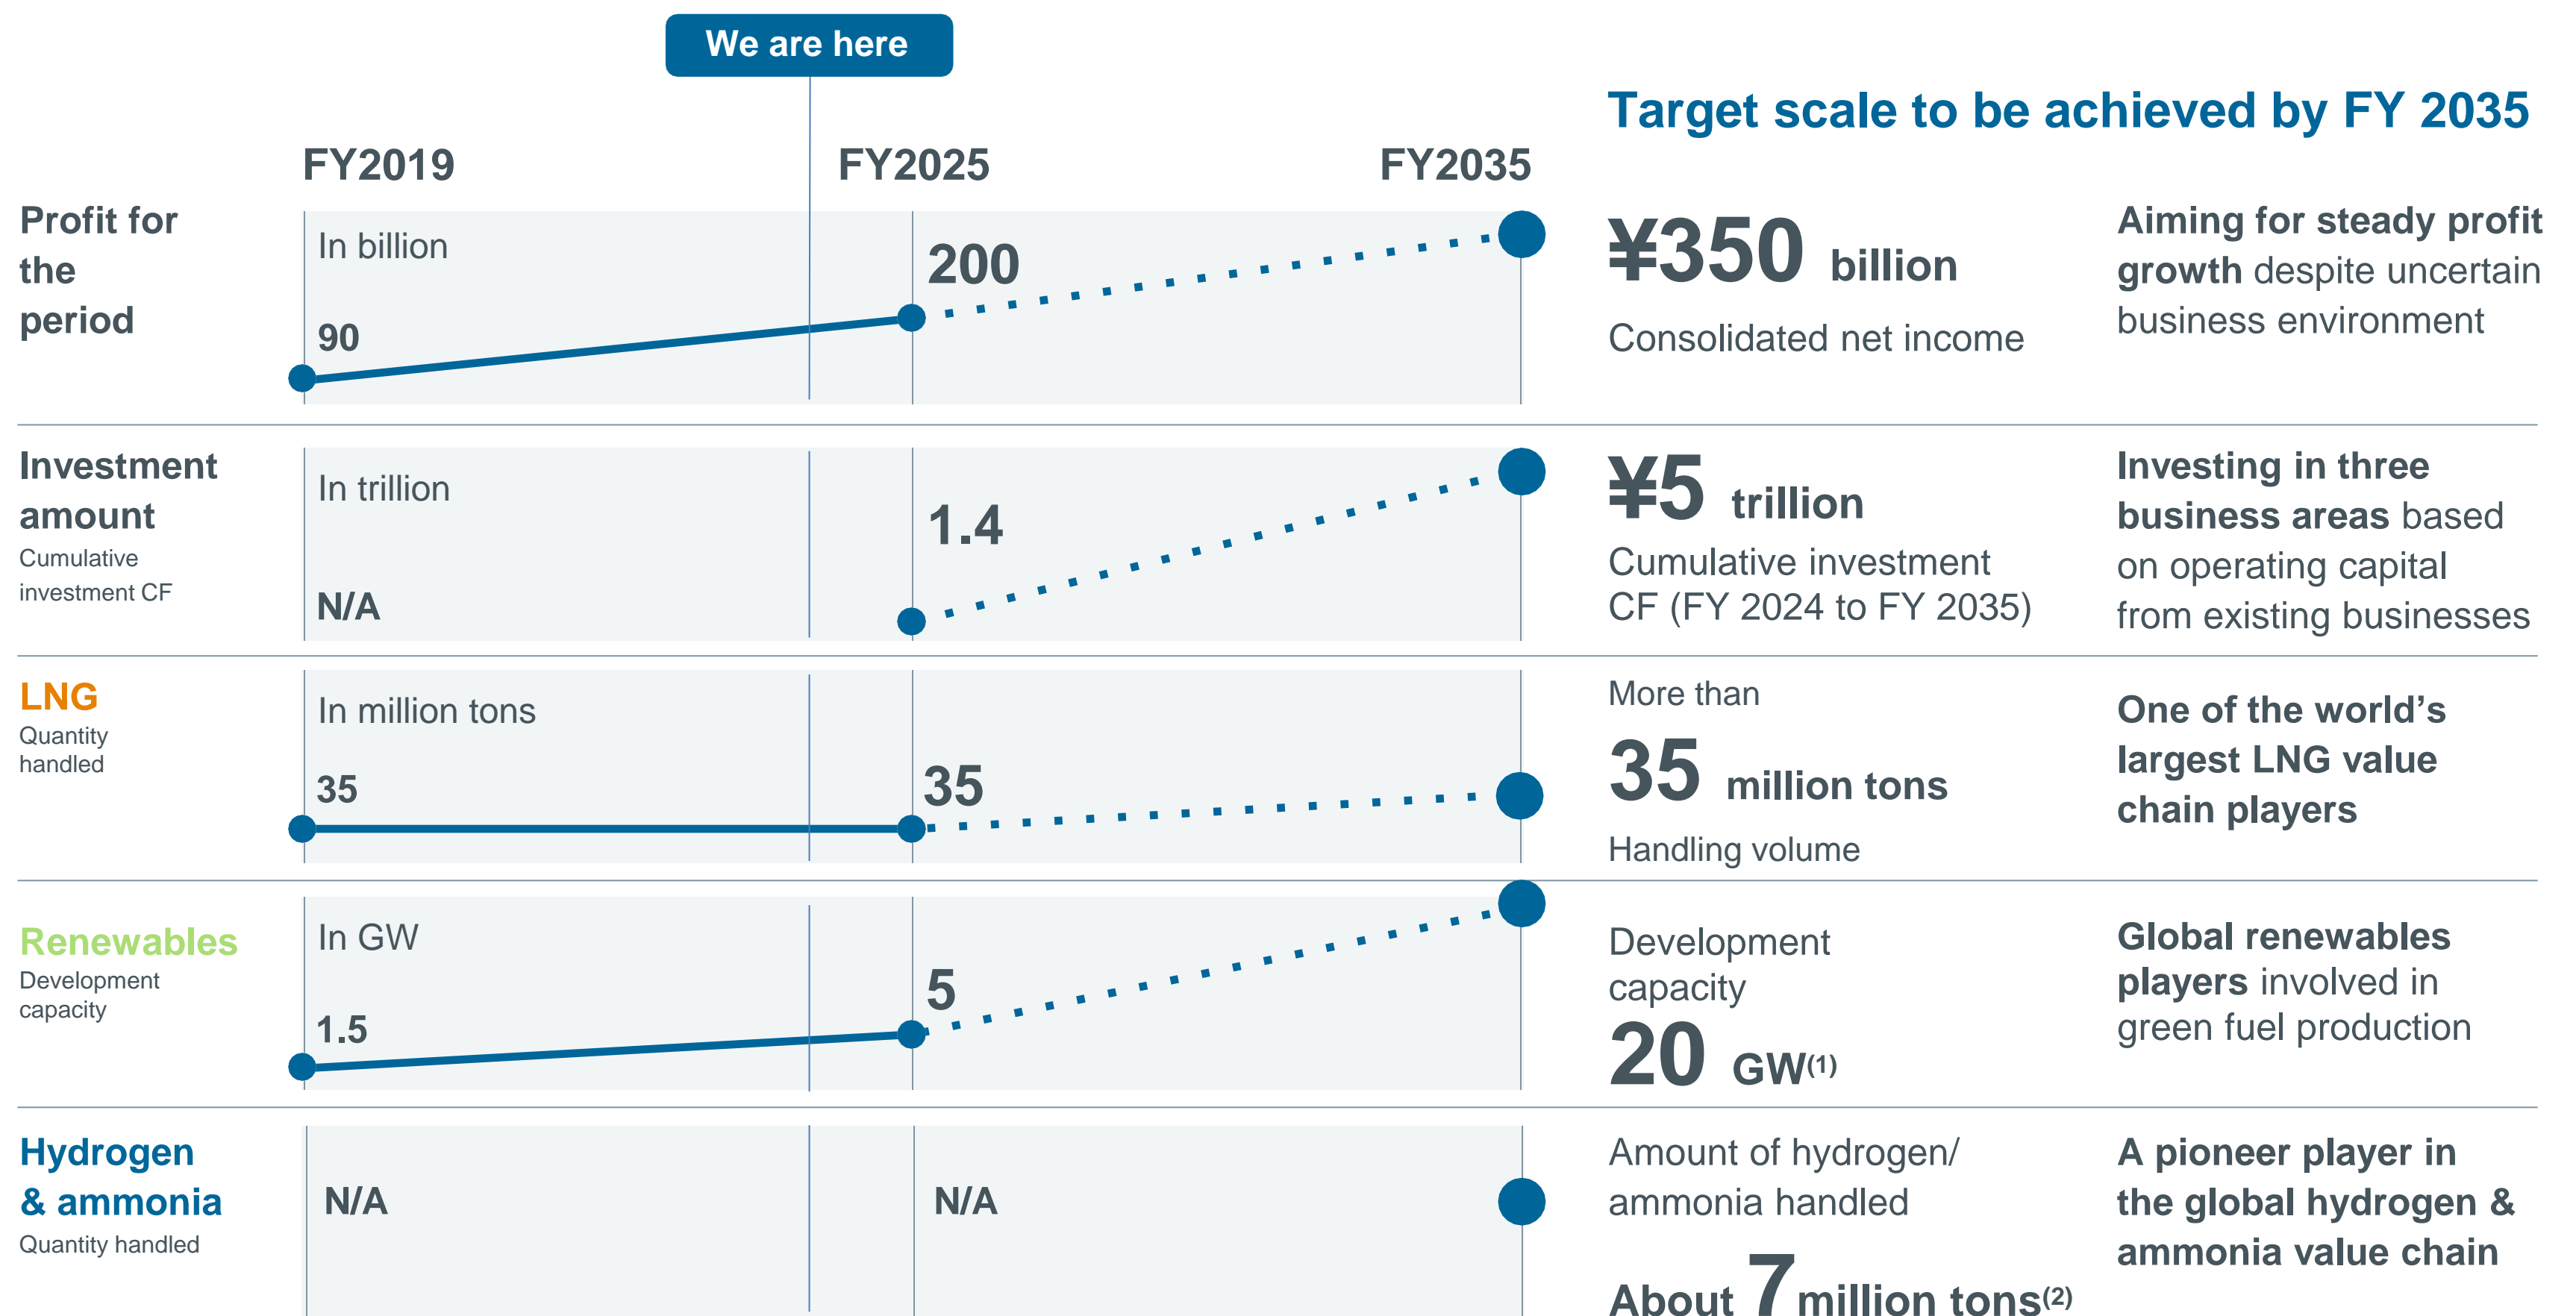 We are here
Target scale to be achieved by FY 2035
FY2019
FY2025
FY2035
Profit for
the
period
In billion
90
200
¥350 billion
Consolidated net income
Aiming for steady profit
growth despite uncertain
business environment
Investment
amount
Cumulative
investment CF
In trillion
N/A
1.4
¥5 trillion
Cumulative investment
CF (FY 2024 to FY 2035)
Investing in three
business areas based
on operating capital
from existing businesses
LNG
Quantity
handled
In million tons
35
35
More than
35 million tons
Handling volume
One of the world’s
largest LNG value
chain players
Renewables
Development
capacity
In GW
1.5
5
Development
capacity
20 GW(1)
Global renewables
players involved in
green fuel production
Hydrogen
& ammonia
Quantity handled
N/A
N/A
Amount of hydrogen/
ammonia handled
About 7 million tons(2)
A pioneer player in
the global hydrogen &
ammonia value chain